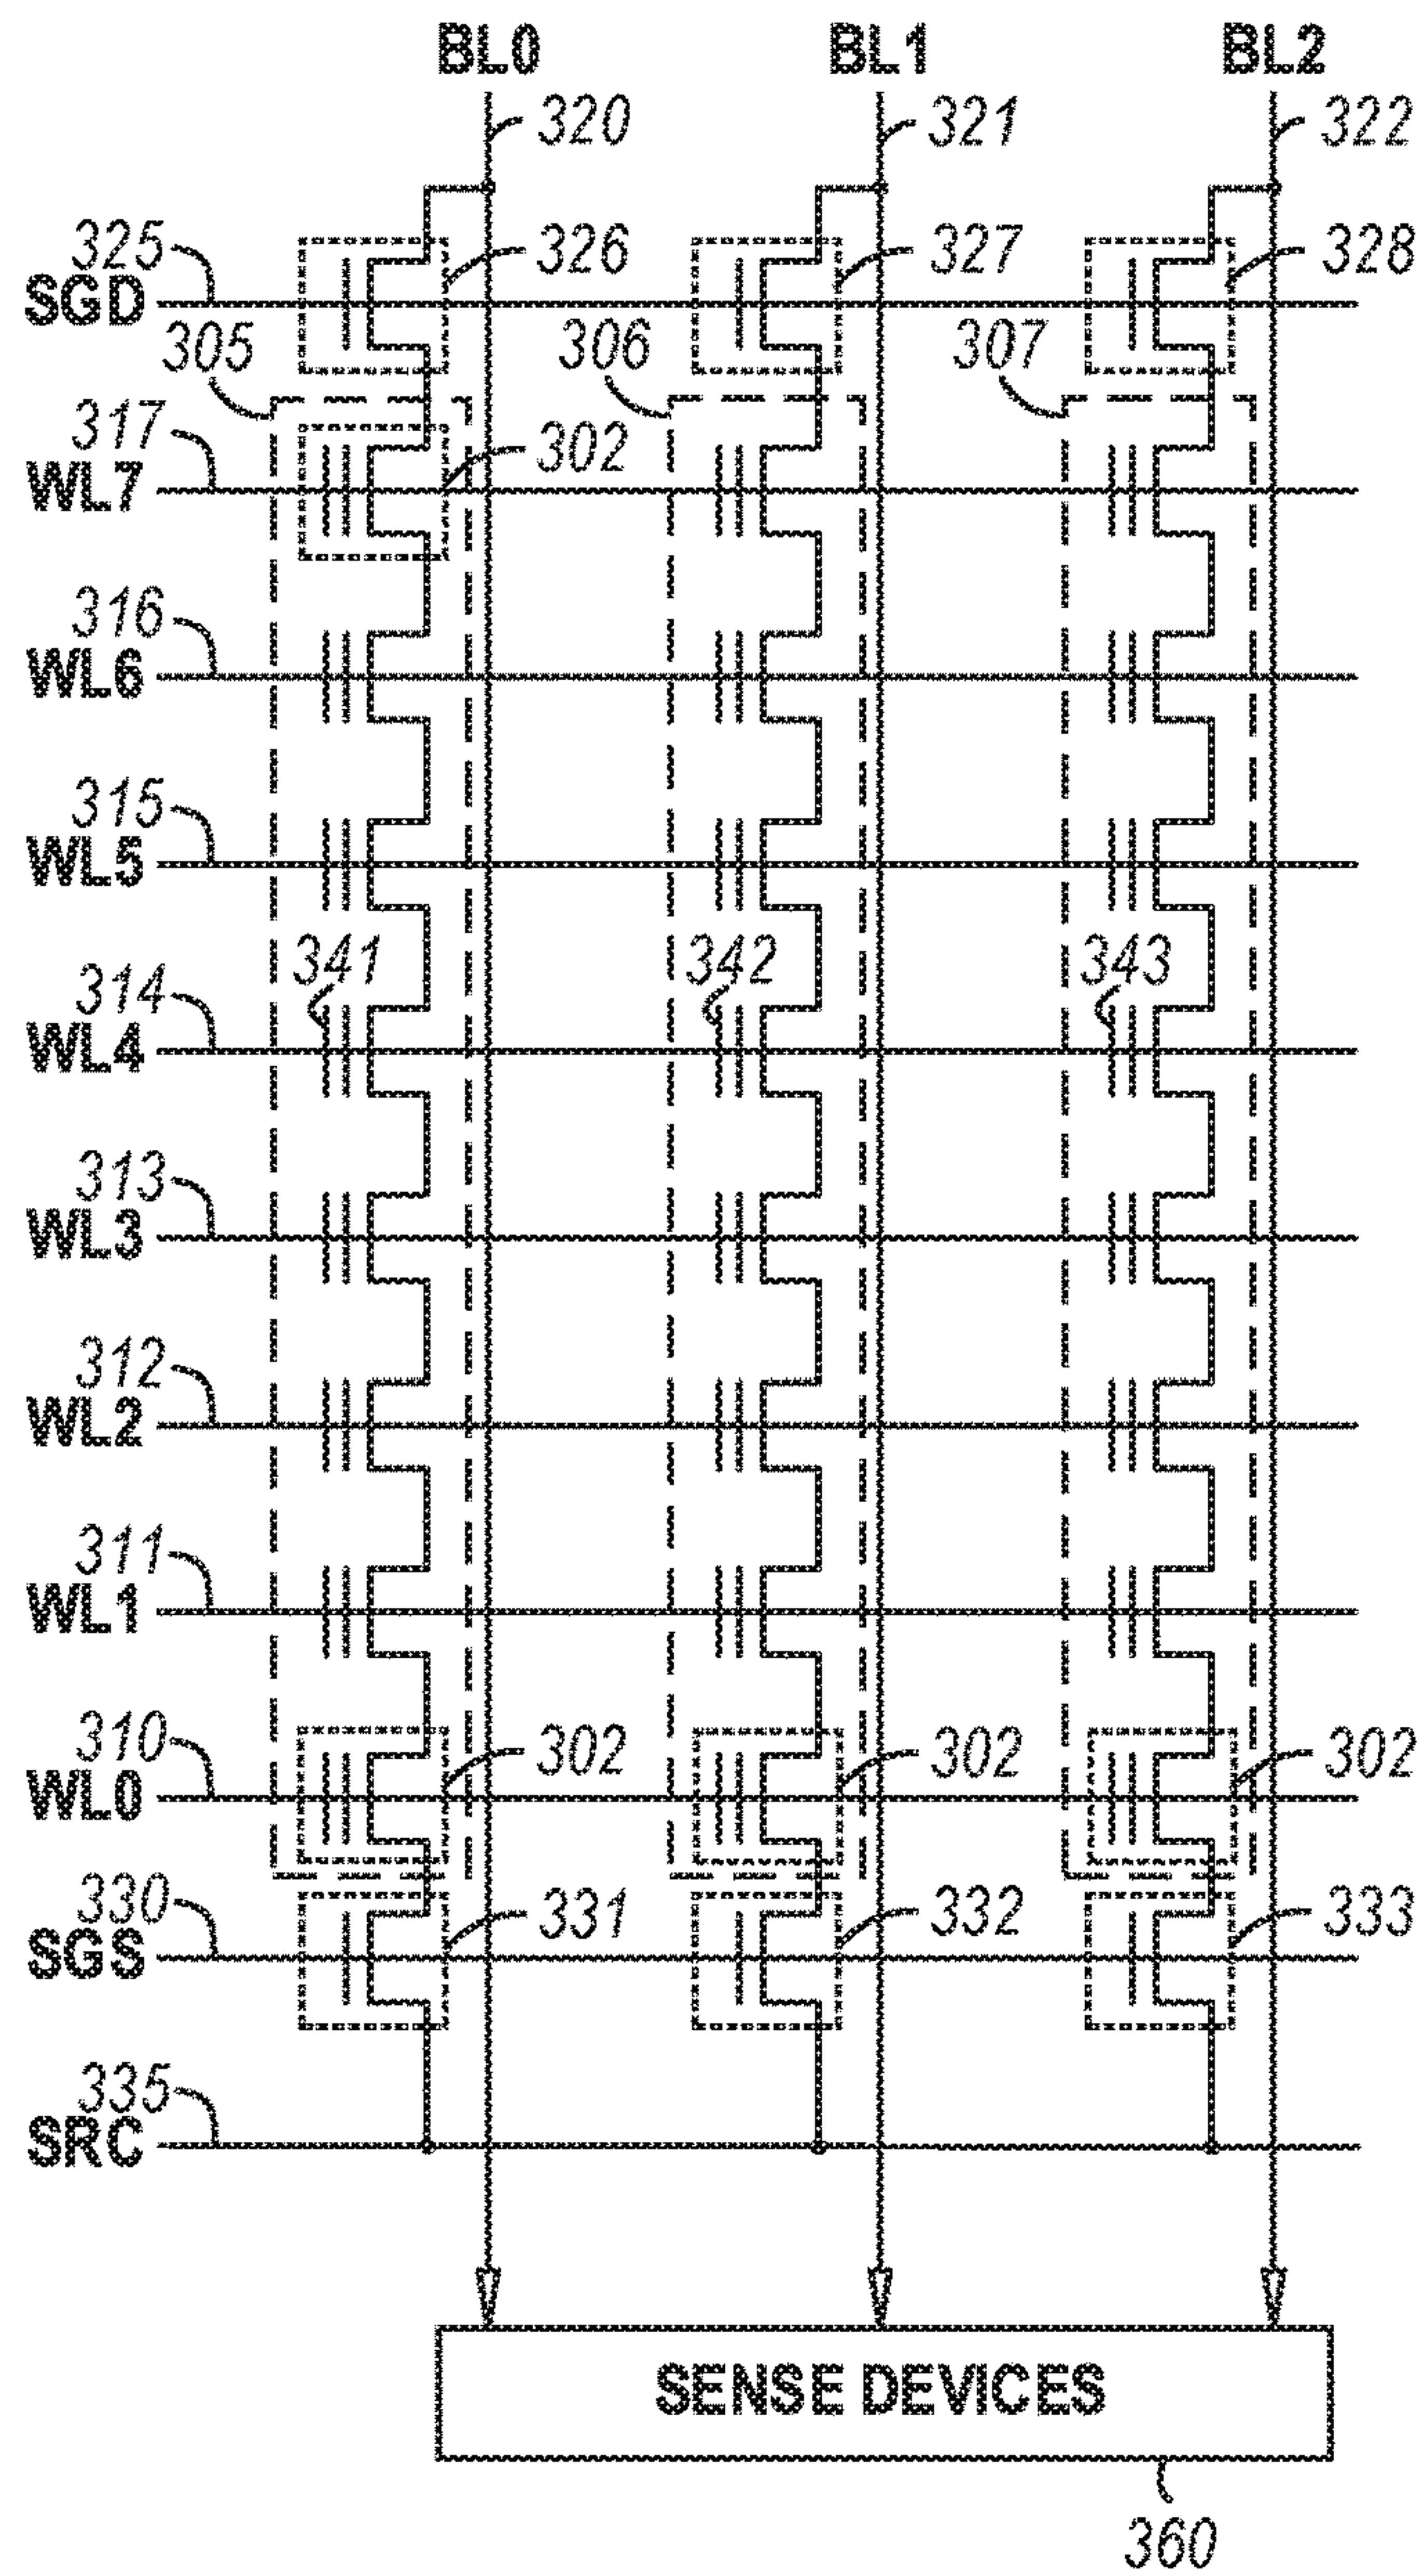 BL0 BL1 BL2
320 321 322
325 326 327 328
SGD
305 306 307
317 302
WL7
316
WL6
315
WL5
341 342 343
314
WL4
313
WL3
312
WL2
311
WL1
310 302 302 302
WL0
330 331 332 333
SGS
335
SRC
SENSE DEVICES
360